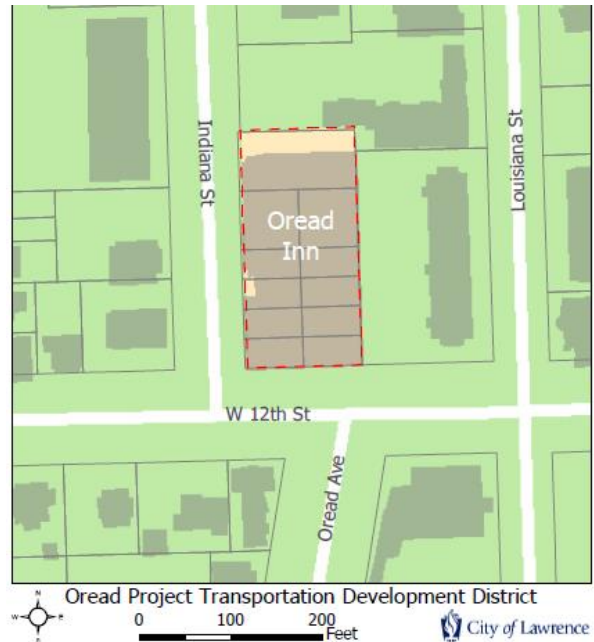 Indiana St
Louisiana St
Oread
Inn
W 12th St
Oread Ave
Oread Project Transportation Development District
N
W
E
S
0 100 200
Feet
City of Lawrence